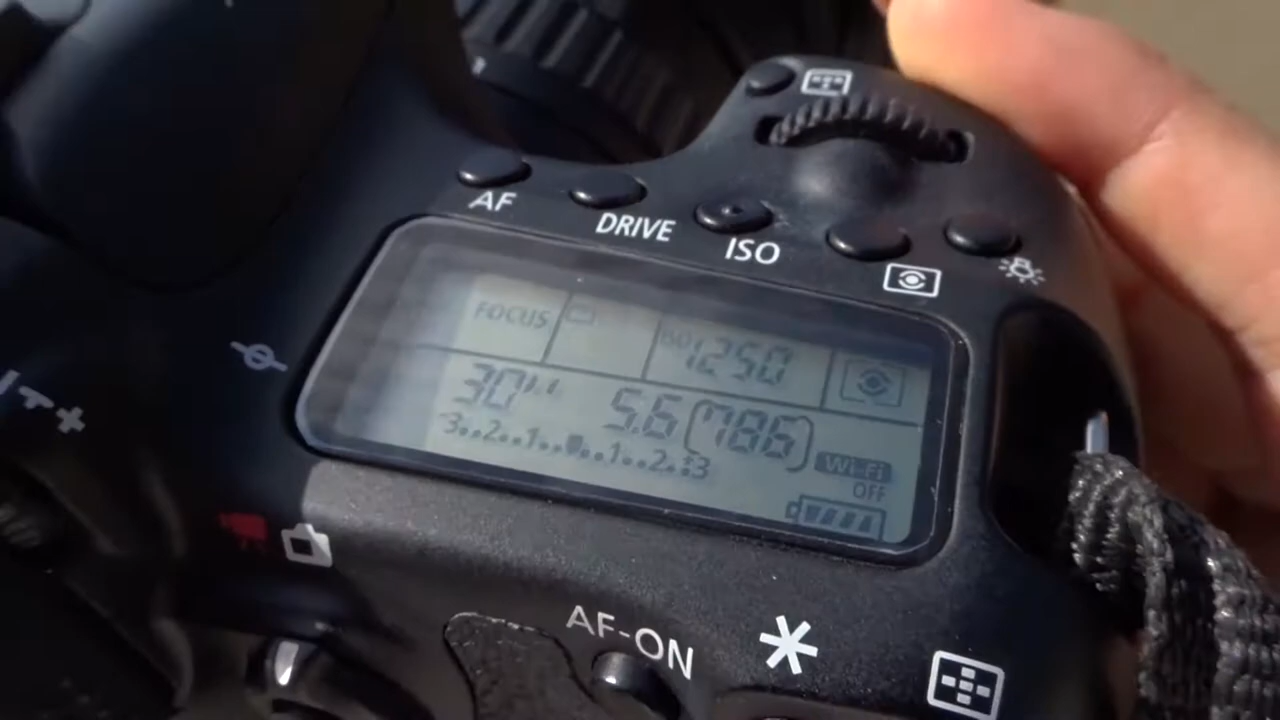 AF
DRIVE
ISO
FOCUS
ISO 1250
30"
5.6 (786)
3..2..1....1..2..3
Wi-Fi
OFF
AF-ON